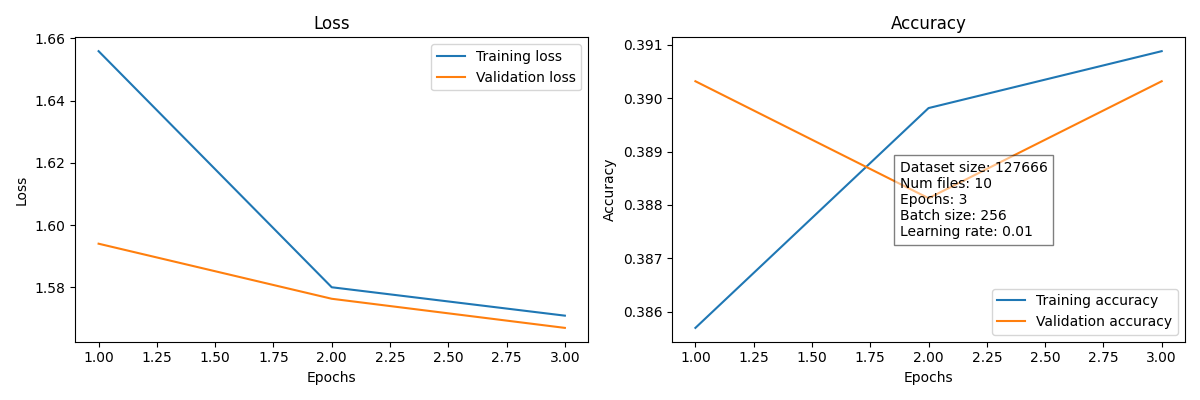 Loss
Training loss
Validation loss
1.66
1.64
1.62
1.60
1.58
Loss
1.00
1.25
1.50
1.75
2.00
2.25
2.50
2.75
3.00
Epochs
Accuracy
0.391
0.390
0.389
0.388
0.387
0.386
Accuracy
Dataset size: 127666
Num files: 10
Epochs: 3
Batch size: 256
Learning rate: 0.01
Training accuracy
Validation accuracy
1.00
1.25
1.50
1.75
2.00
2.25
2.50
2.75
3.00
Epochs